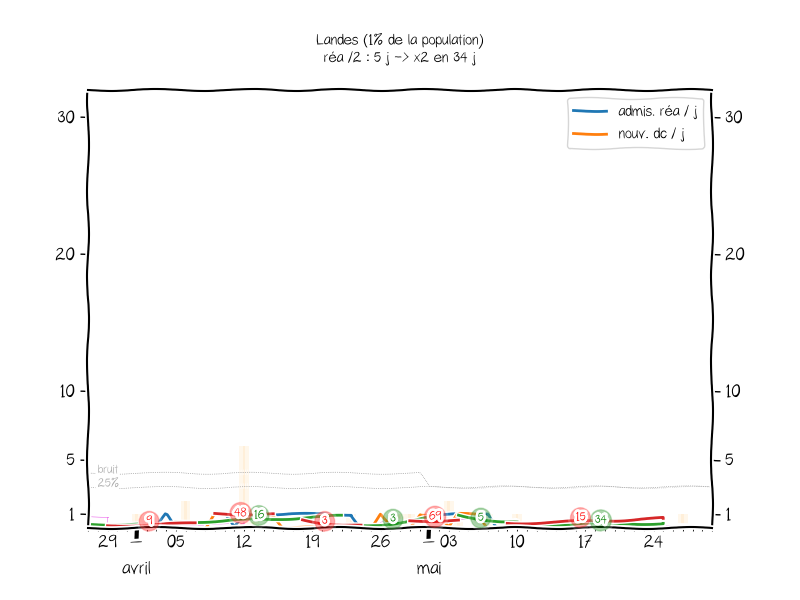 Landes (1% de la population)
réa /2 : 5 j -> x2 en 34 j
admis. réa / j
nouv. dc / j
30 30
20 20
10 10
5 5
1 1
bruit
25%
9 48 16 3 3 69 5 15 34
29 05 12 19 26 03 10 17 24
avril mai